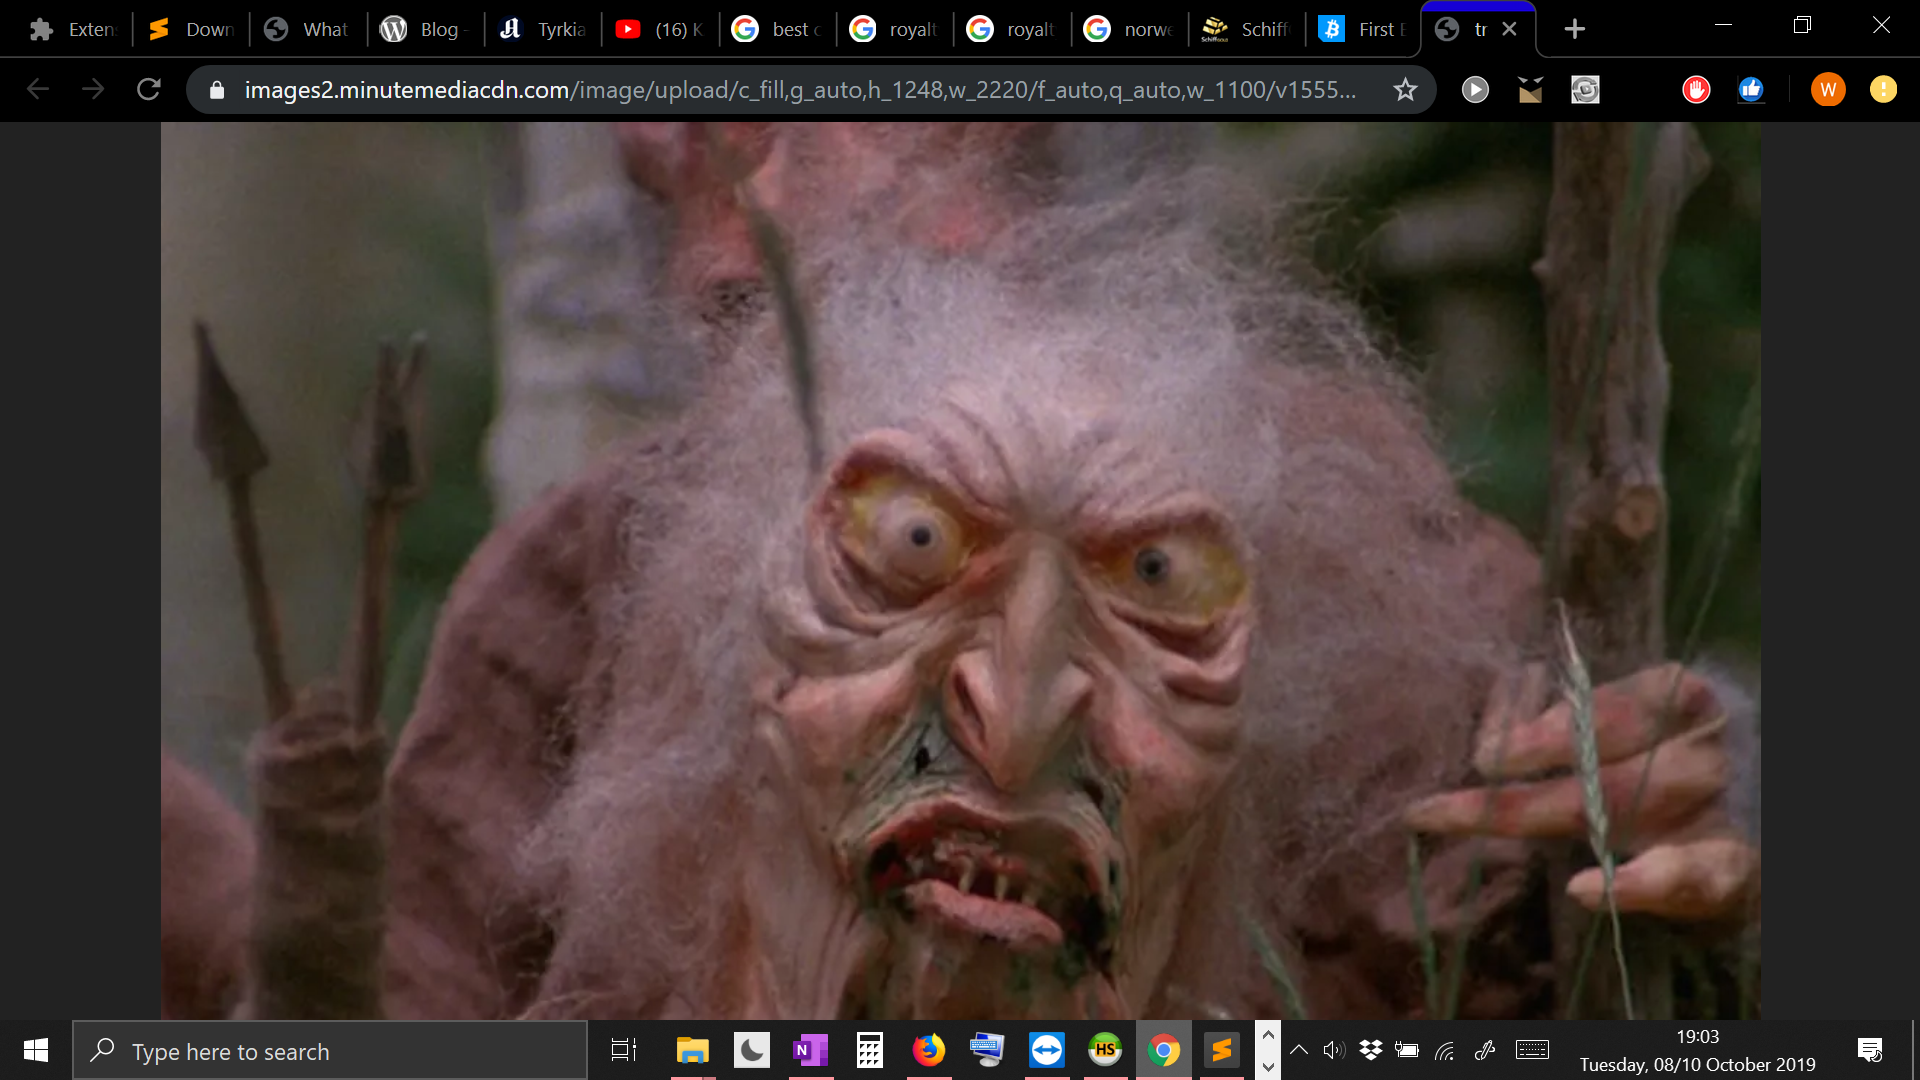 Exten
Down
What
Blog -
Tyrkia
(16) K
best c
royalt
royalt
norwe
Schiff
First E
tr
images2.minutemediacdn.com/image/upload/c_fill,g_auto,h_1248,w_2220/f_auto,q_auto,w_1100/v1555...
W
Type here to search
N
HS
19:03
Tuesday, 08/10 October 2019